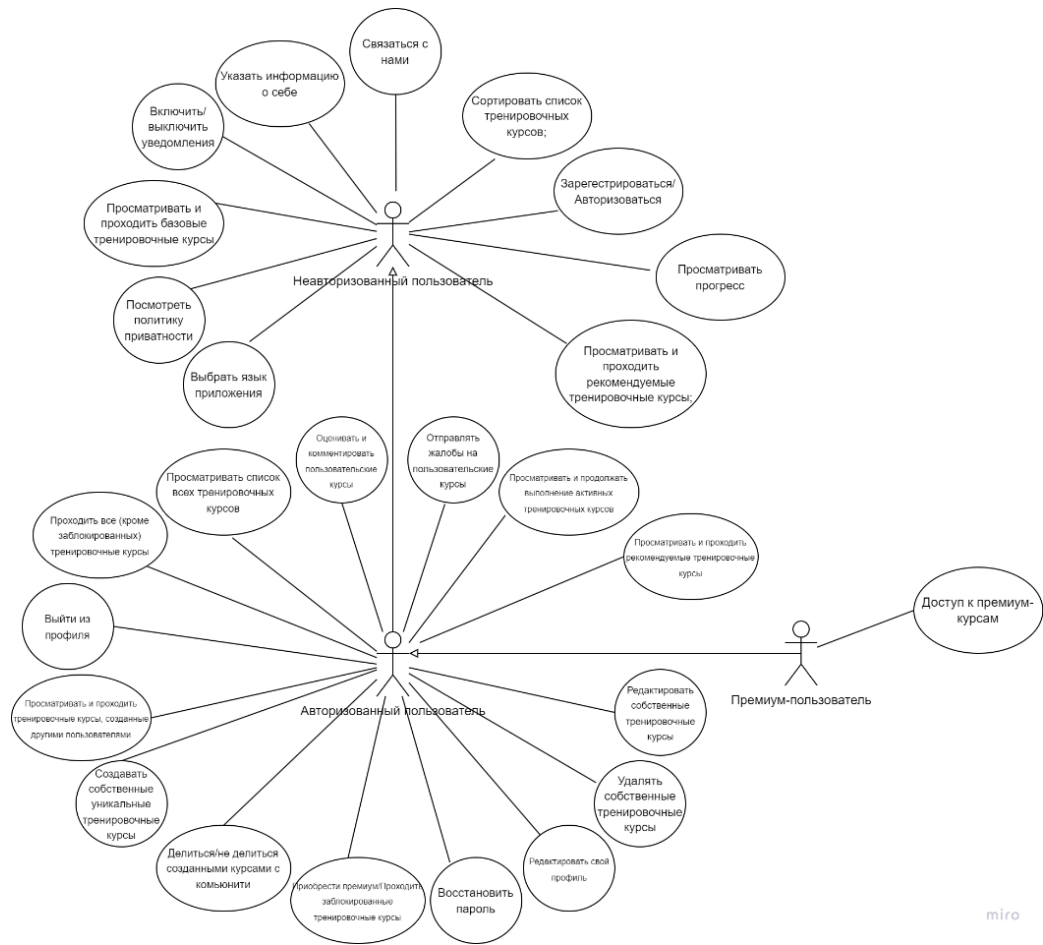 Связаться с
нами
Указать информацию
о себе
Включить/
выключить
уведомления
Сортировать список
тренировочных
курсов;
Зарегестрироваться/
Авторизоваться
Просматривать и
проходить базовые
тренировочные курсы
Просматривать
прогресс
Неавторизованный пользователь
Посмотреть
политику
приватности
Выбрать язык
приложения
Просматривать и
проходить
рекомендуемые
тренировочные курсы;
Оценивать и
комментировать
пользовательские
курсы
Отправлять
жалобы на
пользовательские
курсы
Просматривать список
всех тренировочных
курсов
Просматривать и продолжать
выполнение активных
тренировочных курсов
Проходить все (кроме
заблокированных)
тренировочные курсы
Просматривать и проходить
рекомендуемые тренировочные
курсы
Выйти из
профиля
Доступ к премиум-
курсам
Премиум-пользователь
Авторизованный пользователь
Просматривать и проходить
тренировочные курсы, созданные
другими пользователями
Редактировать
собственные
тренировочные
курсы
Создавать
собственные
уникальные
тренировочные
курсы
Удалять
собственные
тренировочные
курсы
Делиться/не делиться
созданными курсами с
комьюнити
Приобрести премиум/Проходить
заблокированные
тренировочные курсы
Восстановить
пароль
Редактировать свой
профиль
miro